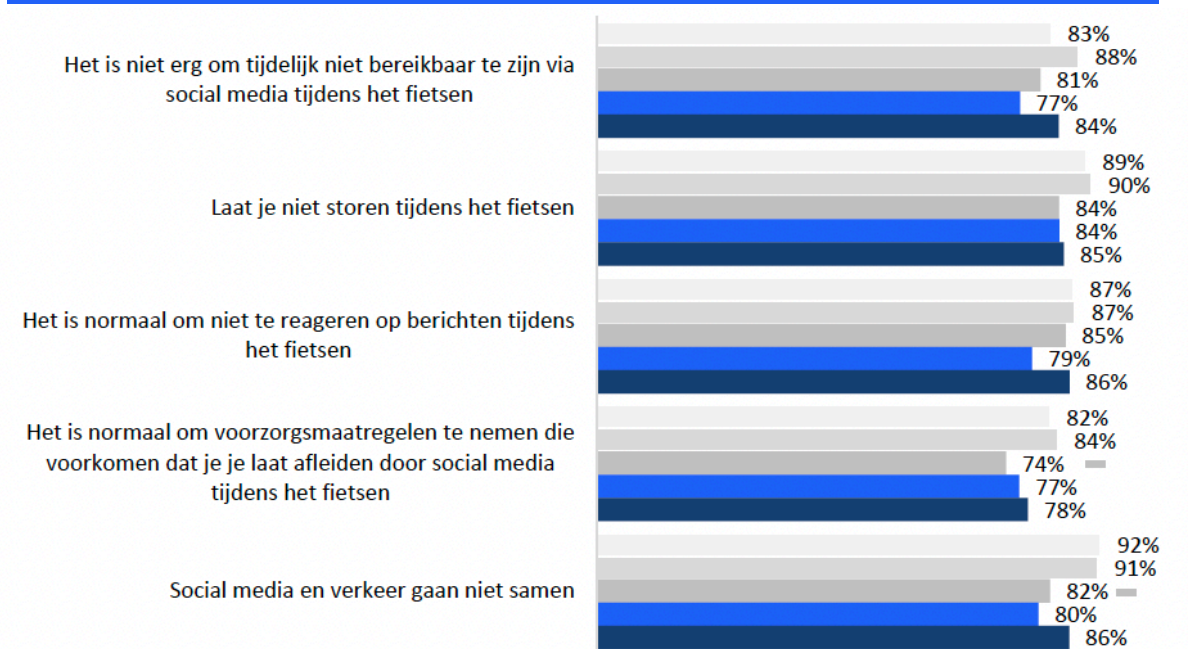 Het is niet erg om tijdelijk niet bereikbaar te zijn via
social media tijdens het fietsen
83%
88%
81%
77%
84%
Laat je niet storen tijdens het fietsen
89%
90%
84%
84%
85%
Het is normaal om niet te reageren op berichten tijdens
het fietsen
87%
87%
85%
79%
86%
Het is normaal om voorzorgsmaatregelen te nemen die
voorkomen dat je je laat afleiden door social media
tijdens het fietsen
82%
84%
74%
77%
78%
Social media en verkeer gaan niet samen
92%
91%
82%
80%
86%